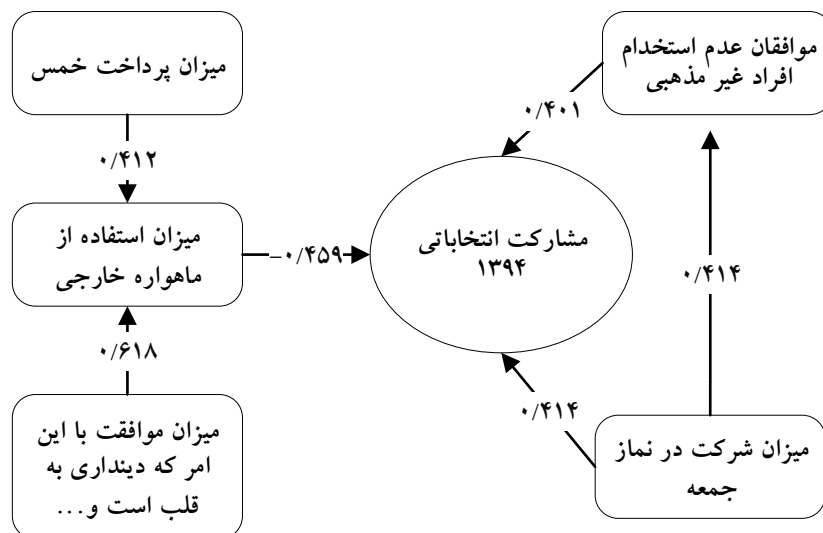 موافقان عدم استخدام
افراد غیر مذهبی
میزان پرداخت خمس
۰/۴۰۱
۰/۴۱۲
مشارکت انتخاباتی
۱۳۹۴
میزان استفاده از
ماهواره خارجی
-۰/۴۵۹
۰/۴۱۴
۰/۶۱۸
۰/۴۱۴
میزان شرکت در نماز
جمعه
میزان موافقت با این
امر که دینداری به
قلب است و...